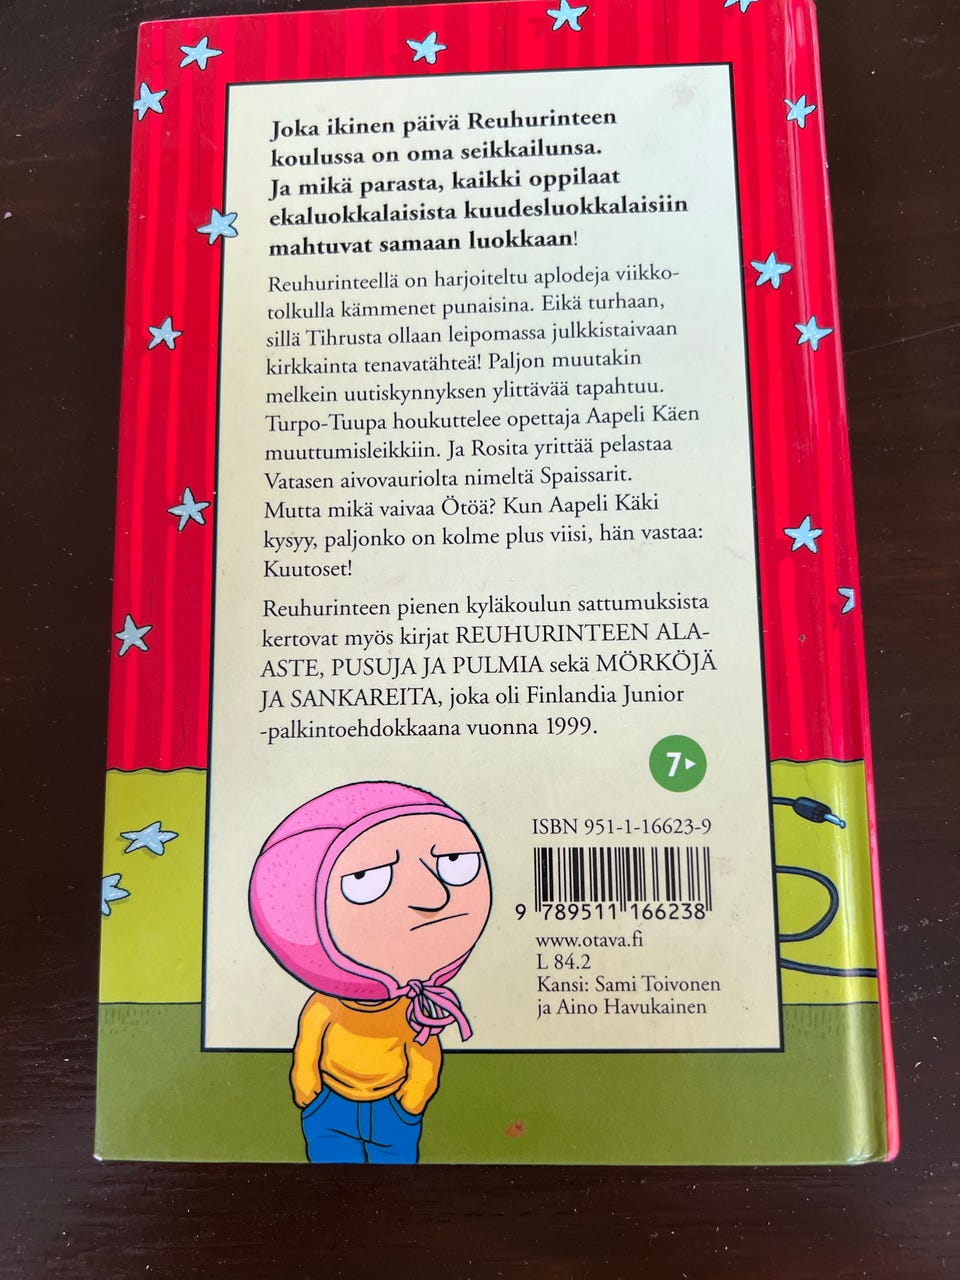 Joka ikinen päivä Reuhurinteen
koulussa on oma seikkailunsa.
Ja mikä parasta, kaikki oppilaat
ekaluokkalaisista kuudesluokkalaisiin
mahtuvat samaan luokkaan!
Reuhurinteellä on harjoiteltu aplodeja viikko-
tolkulla kämmenet punaisina. Eikä turhaan,
sillä Tihrusta ollaan leipomassa julkkistaivaan
kirkkainta tenavatähteä! Paljon muutakin
melkein uutiskynnyksen ylittävää tapahtuu.
Turpo-Tuupa houkuttelee opettaja Aapeli Käen
muuttumisleikkiin. Ja Rosita yrittää pelastaa
Vatasen aivovauriolta nimeltä Spaissarit.
Mutta mikä vaivaa Ötöä? Kun Aapeli Käki
kysyy, paljonko on kolme plus viisi, hän vastaa:
Kuutoset!
Reuhurinteen pienen kyläkoulun sattumuksista
kertovat myös kirjat REUHURINTEEN ALA-
ASTE, PUSUJA JA PULMIA sekä MÖRKÖJÄ
JA SANKAREITA, joka oli Finlandia Junior
-palkintoehdokkaana vuonna 1999.
7
ISBN 951-1-16623-9
9 789511 166238
www.otava.fi
L 84.2
Kansi: Sami Toivonen
ja Aino Havukainen